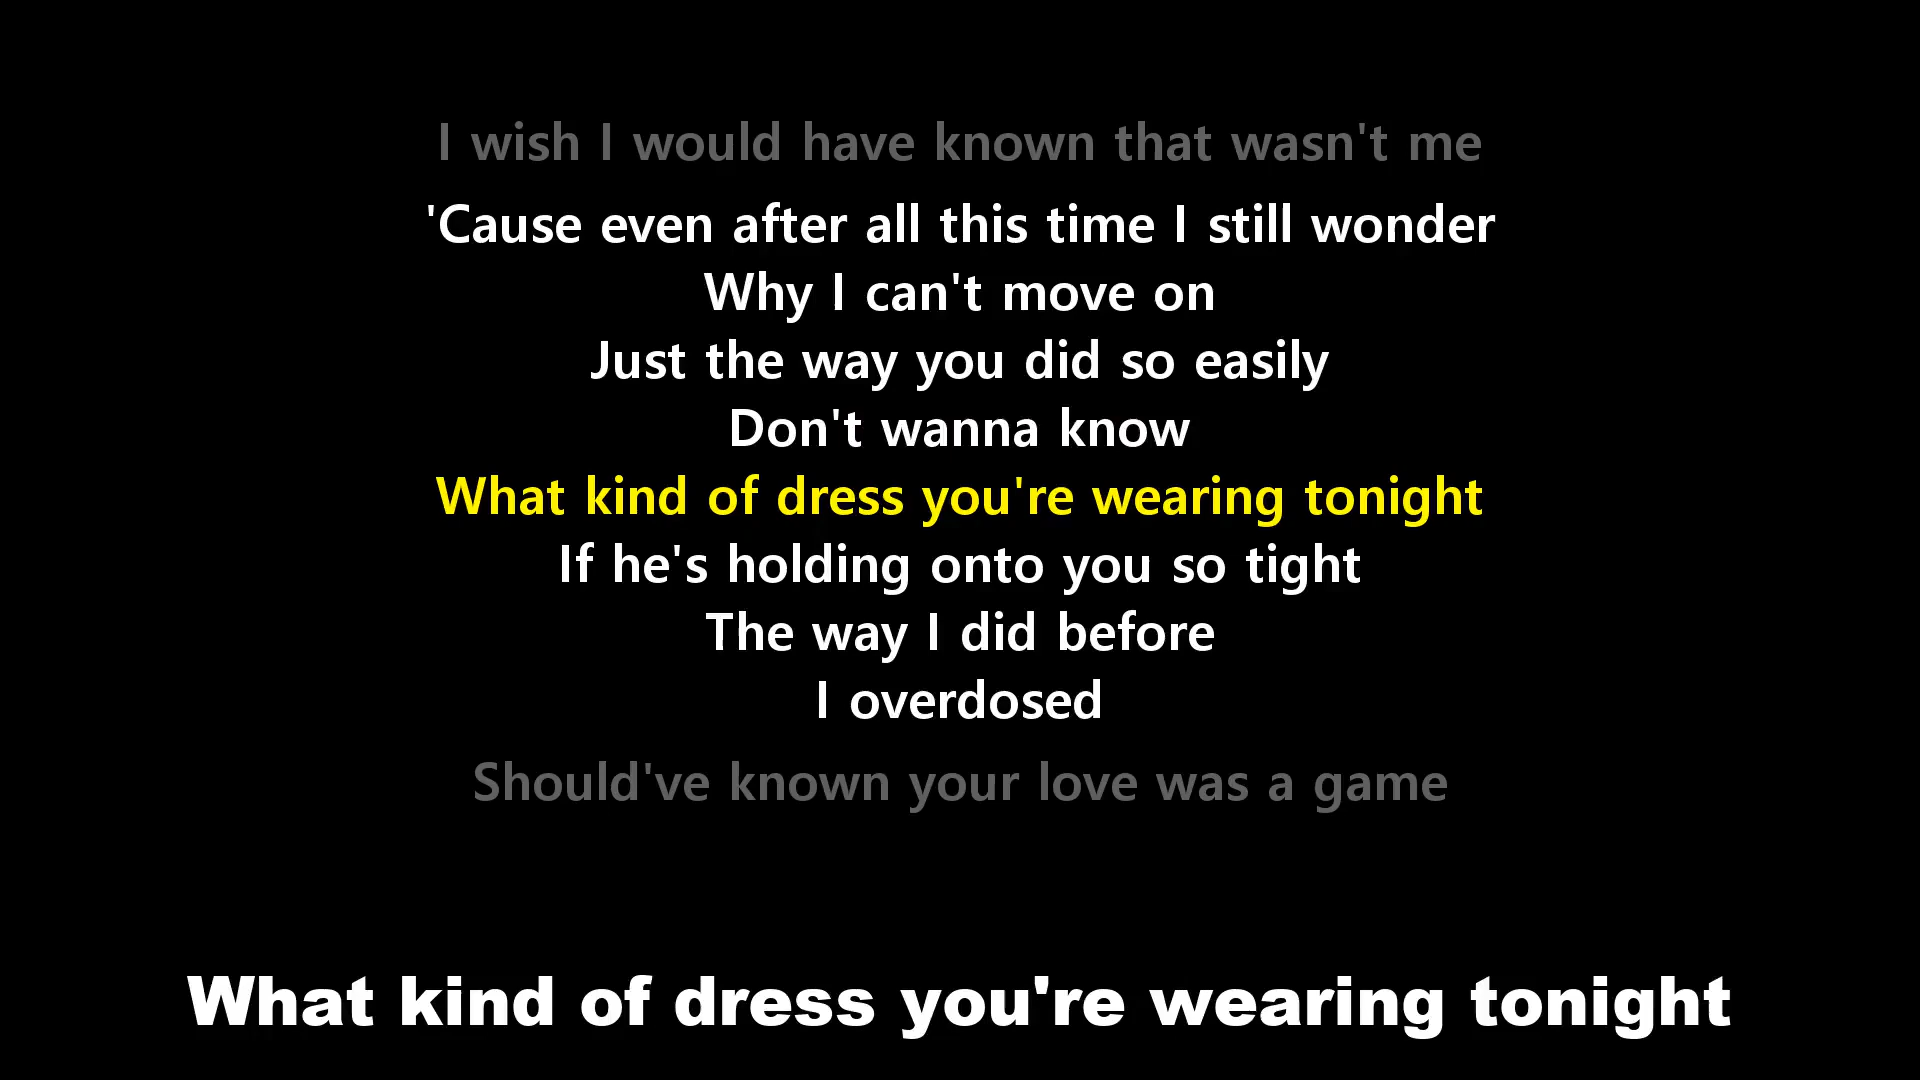 I wish I would have known that wasn't me
'Cause even after all this time I still wonder
Why I can't move on
Just the way you did so easily
Don't wanna know
What kind of dress you're wearing tonight
If he's holding onto you so tight
The way I did before
I overdosed
Should've known your love was a game
What kind of dress you're wearing tonight